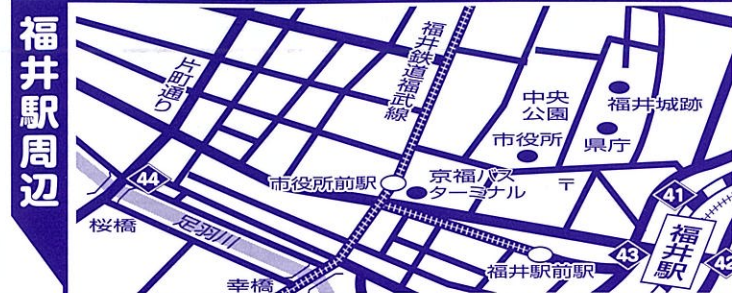 福井駅周辺
片町通り
福井鉄道福武線
中央
公園
福井城跡
市役所
県庁
市役所前駅
京福バス
ターミナル
〒
44
41
桜橋
足羽川
幸橋
福井駅前駅
43
福井駅
42